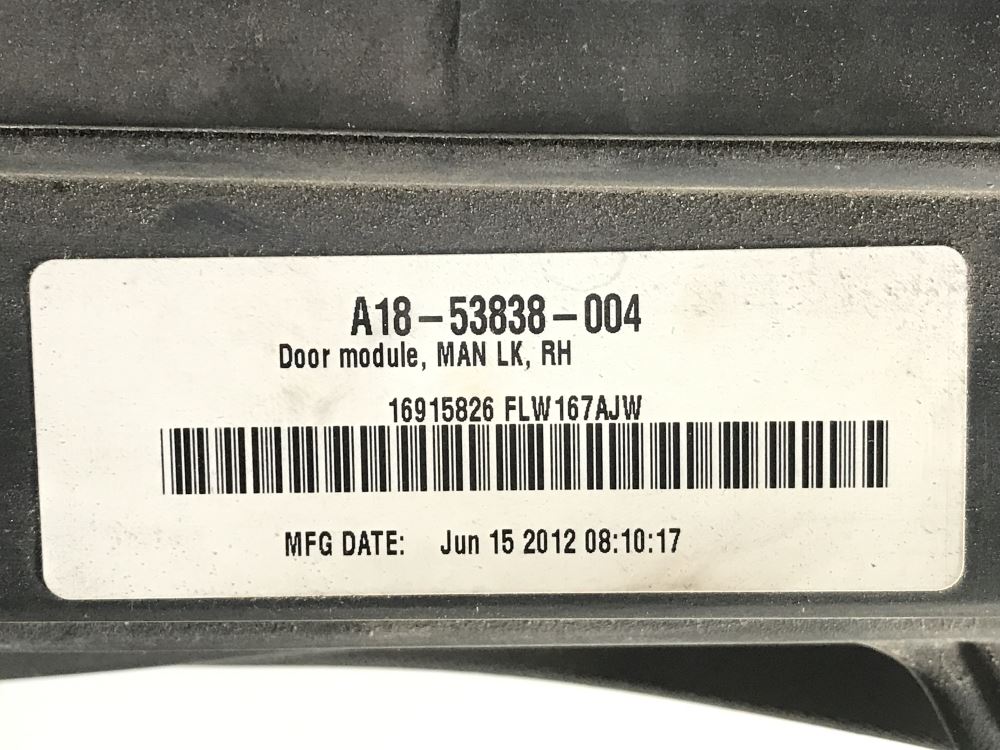 A18-53838-004
Door module, MAN LK, RH
16915826 FLW167AJW
MFG DATE: Jun 15 2012 08:10:17